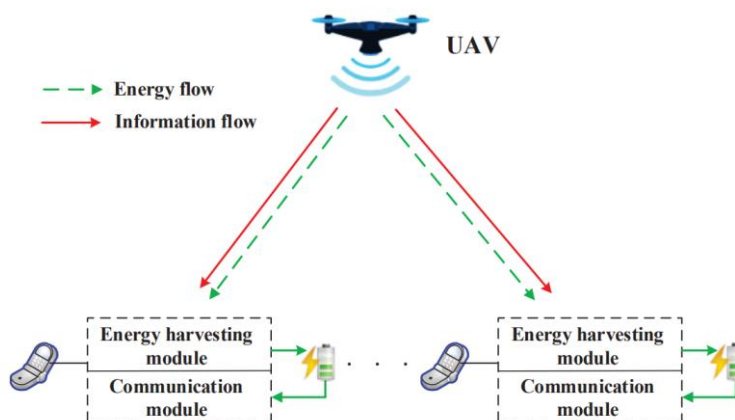 UAV
Energy flow
Information flow
Energy harvesting
module
Communication
module
Energy harvesting
module
Communication
module